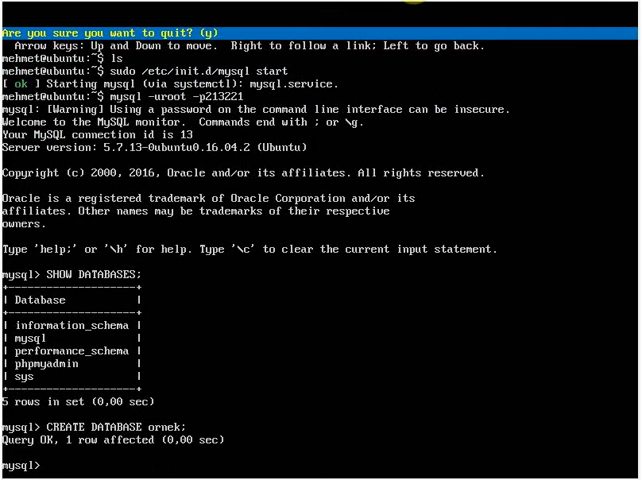 Are you sure you want to quit? (y)
Arrow keys: Up and Down to move.  Right to follow a link; Left to go back.
mehmet@ubuntu:~$ ls
mehmet@ubuntu:~$ sudo /etc/init.d/mysql start
[ ok ] Starting mysql (via systemctl): mysql.service.
mehmet@ubuntu:~$ mysql -uroot -p213221
mysql: [Warning] Using a password on the command line interface can be insecure.
Welcome to the MySQL monitor.  Commands end with ; or \g.
Your MySQL connection id is 13
Server version: 5.7.13-0ubuntu0.16.04.2 (Ubuntu)
Copyright (c) 2000, 2016, Oracle and/or its affiliates. All rights reserved.
Oracle is a registered trademark of Oracle Corporation and/or its
affiliates. Other names may be trademarks of their respective
owners.
Type 'help;' or '\h' for help. Type '\c' to clear the current input statement.
mysql> SHOW DATABASES;
+--------------------+
| Database           |
+--------------------+
| information_schema |
| mysql              |
| performance_schema |
| phpmyadmin         |
| sys                |
+--------------------+
5 rows in set (0,00 sec)
mysql> CREATE DATABASE ornek;
Query OK, 1 row affected (0,00 sec)
mysql>